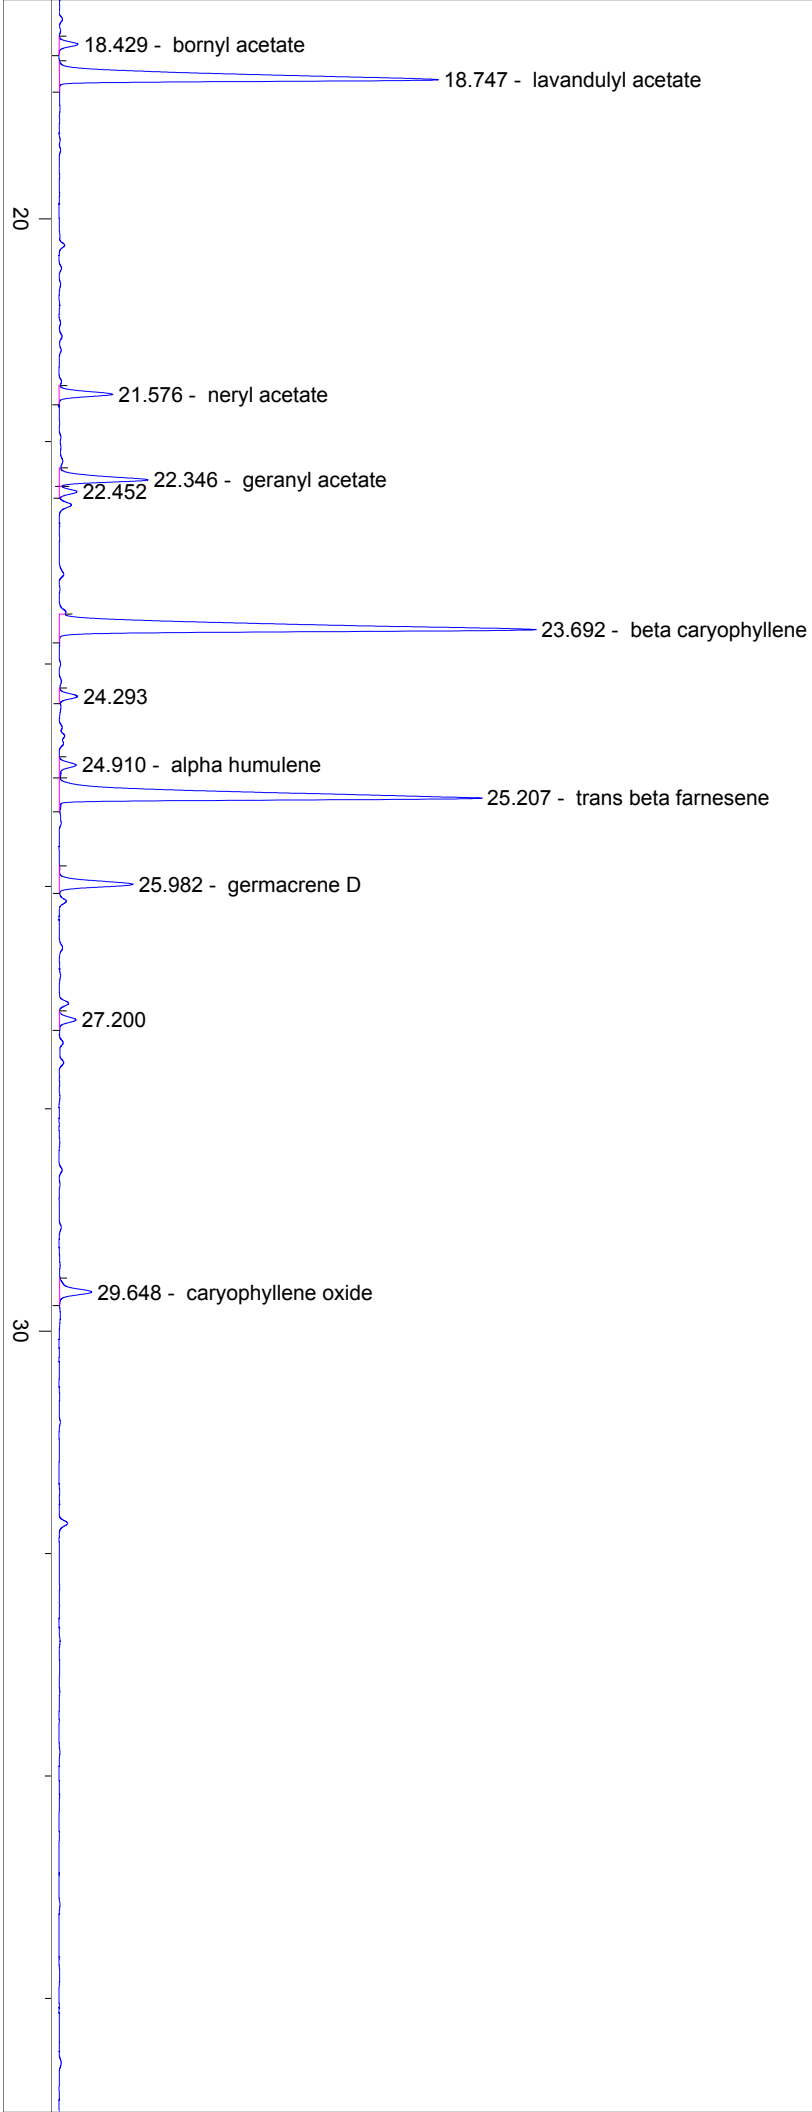 18.429 - bornyl acetate
18.747 - lavandulyl acetate
20
21.576 - neryl acetate
22.346 - geranyl acetate
22.452
23.692 - beta caryophyllene
24.293
24.910 - alpha humulene
25.207 - trans beta farnesene
25.982 - germacrene D
27.200
29.648 - caryophyllene oxide
30